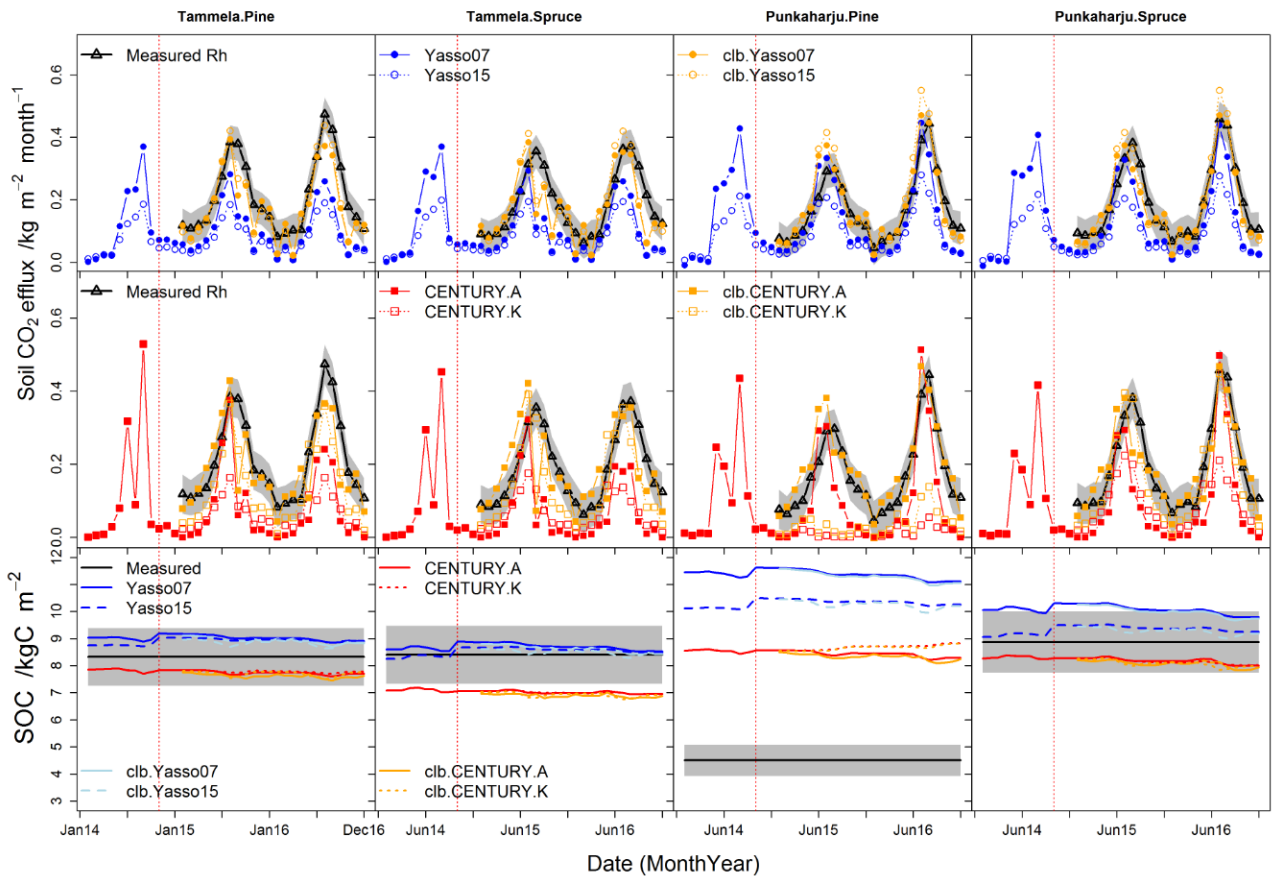 Tammela.Pine
Tammela.Spruce
Punkaharju.Pine
Punkaharju.Spruce
Soil CO₂ efflux /kg m⁻² month⁻¹
0.6
0.4
0.2
0.0
Measured Rh
Yasso07
Yasso15
clb.Yasso07
clb.Yasso15
0.6
0.4
0.2
0.0
Measured Rh
CENTURY.A
CENTURY.K
clb.CENTURY.A
clb.CENTURY.K
SOC /kgC m⁻²
120
11
10
9
8
7
6
5
4
3
Measured
Yasso07
Yasso15
CENTURY.A
CENTURY.K
clb.Yasso07
clb.Yasso15
clb.CENTURY.A
clb.CENTURY.K
Jan14
Jan15
Jan16
Dec16
Jun14
Jun15
Jun16
Jun14
Jun15
Jun16
Jun14
Jun15
Jun16
Date (MonthYear)